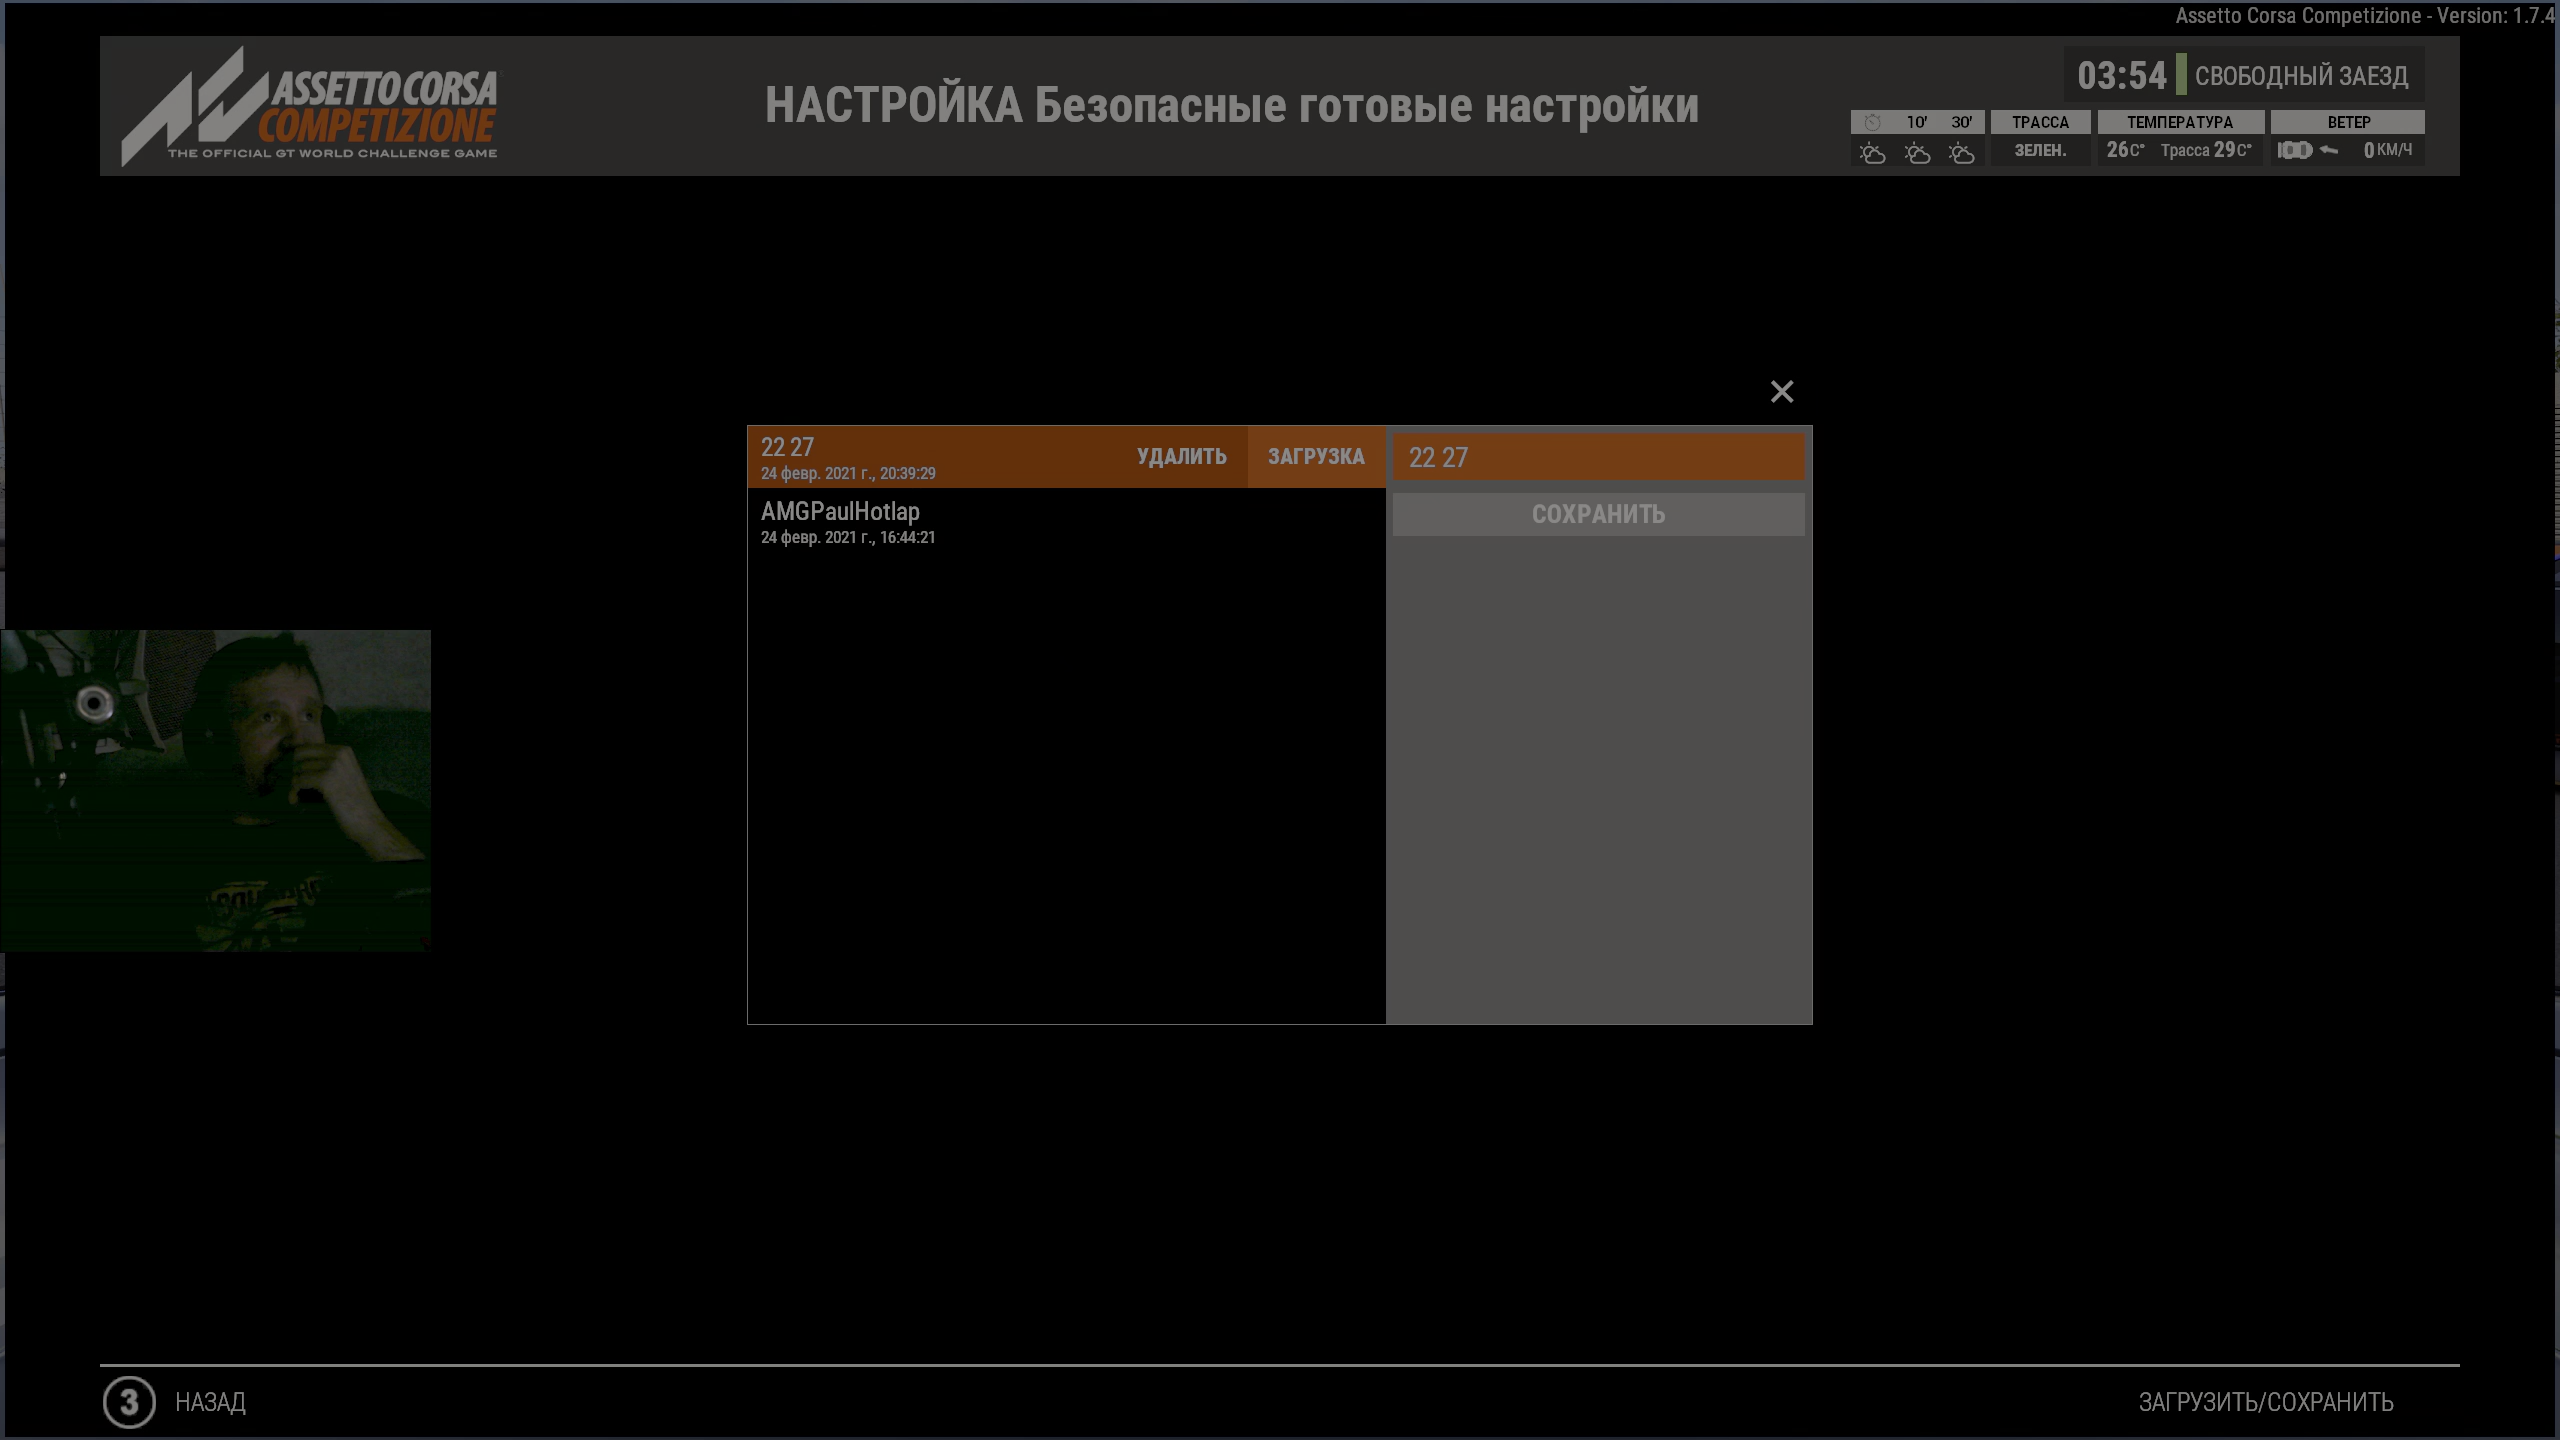 Assetto Corsa Competizione - Version: 1.7.4
ASSETTO CORSA
COMPETIZIONE
THE OFFICIAL GT WORLD CHALLENGE GAME
НАСТРОЙКА Безопасные готовые настройки
03:54 СВОБОДНЫЙ ЗАЕЗД
10' 30' ТРАССА ТЕМПЕРАТУРА ВЕТЕР
ЗЕЛЕН. 26C° Трасса 29C° 0 КМ/Ч
22 27
24 февр. 2021 г., 20:39:29
УДАЛИТЬ
ЗАГРУЗКА
22 27
AMGPaulHotlap
24 февр. 2021 г., 16:44:21
СОХРАНИТЬ
3 НАЗАД
ЗАГРУЗИТЬ/СОХРАНИТЬ